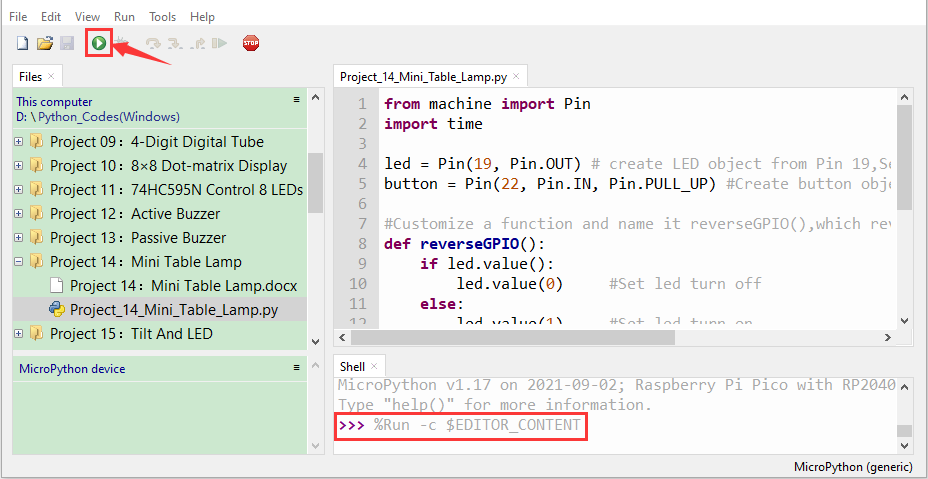 File Edit View Run Tools Help
STOP
Files ×
This computer
D: \ Python_Codes(Windows)
Project 09：4-Digit Digital Tube
Project 10：8×8 Dot-matrix Display
Project 11：74HC595N Control 8 LEDs
Project 12：Active Buzzer
Project 13：Passive Buzzer
Project 14：Mini Table Lamp
Project 14：Mini Table Lamp.docx
Project_14_Mini_Table_Lamp.py
Project 15：Tilt And LED
MicroPython device
Project_14_Mini_Table_Lamp.py ×
1 from machine import Pin
2 import time
3
4 led = Pin(19, Pin.OUT) # create LED object from Pin 19,Se
5 button = Pin(22, Pin.IN, Pin.PULL_UP) #Create button obje
6
7 #Customize a function and name it reverseGPIO(),which rev
8 def reverseGPIO():
9 if led.value():
10 led.value(0) #Set led turn off
11 else:
12 led.value(1) #Set led turn on
Shell ×
MicroPython v1.17 on 2021-09-02; Raspberry Pi Pico with RP2040
Type "help()" for more information.
>>> %Run -c $EDITOR_CONTENT
MicroPython (generic)